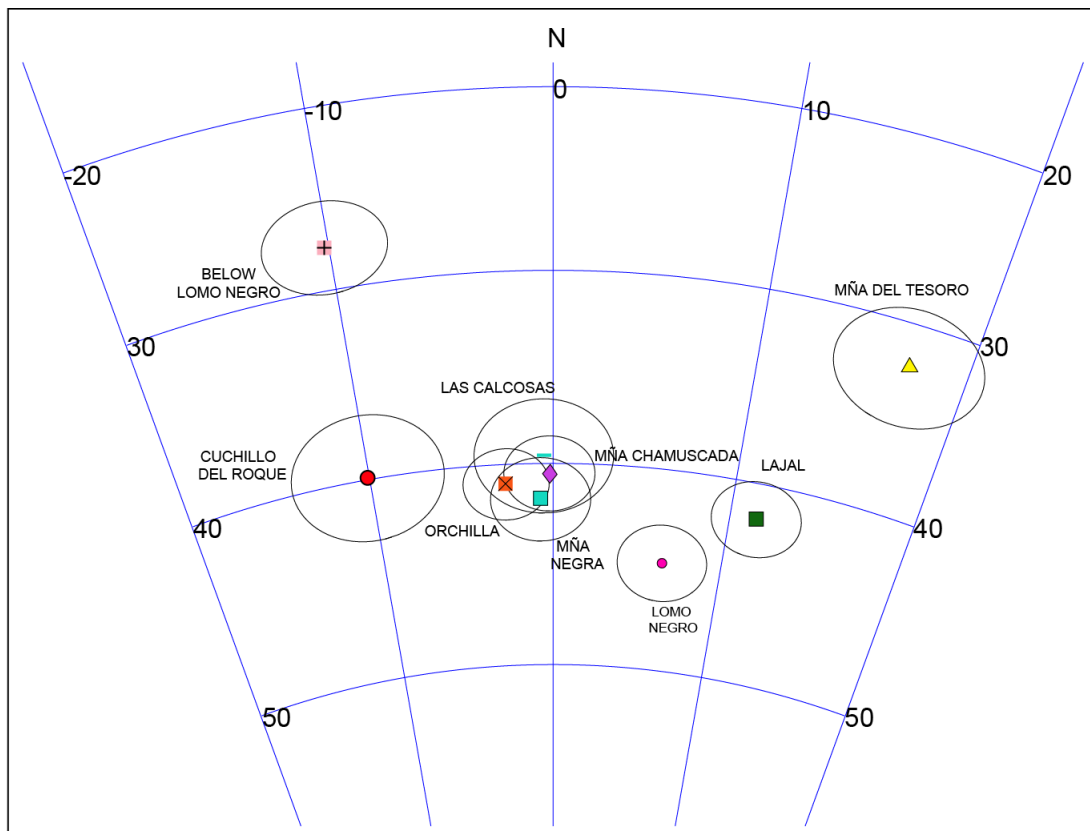 N
0
-10
10
-20
20
BELOW
LOMO NEGRO
MÑA DEL TESORO
30
30
LAS CALCOSAS
CUCHILLO
DEL ROQUE
MÑA CHAMUSCADA
LAJAL
40
40
ORCHILLA
MÑA
NEGRA
LOMO
NEGRO
50
50